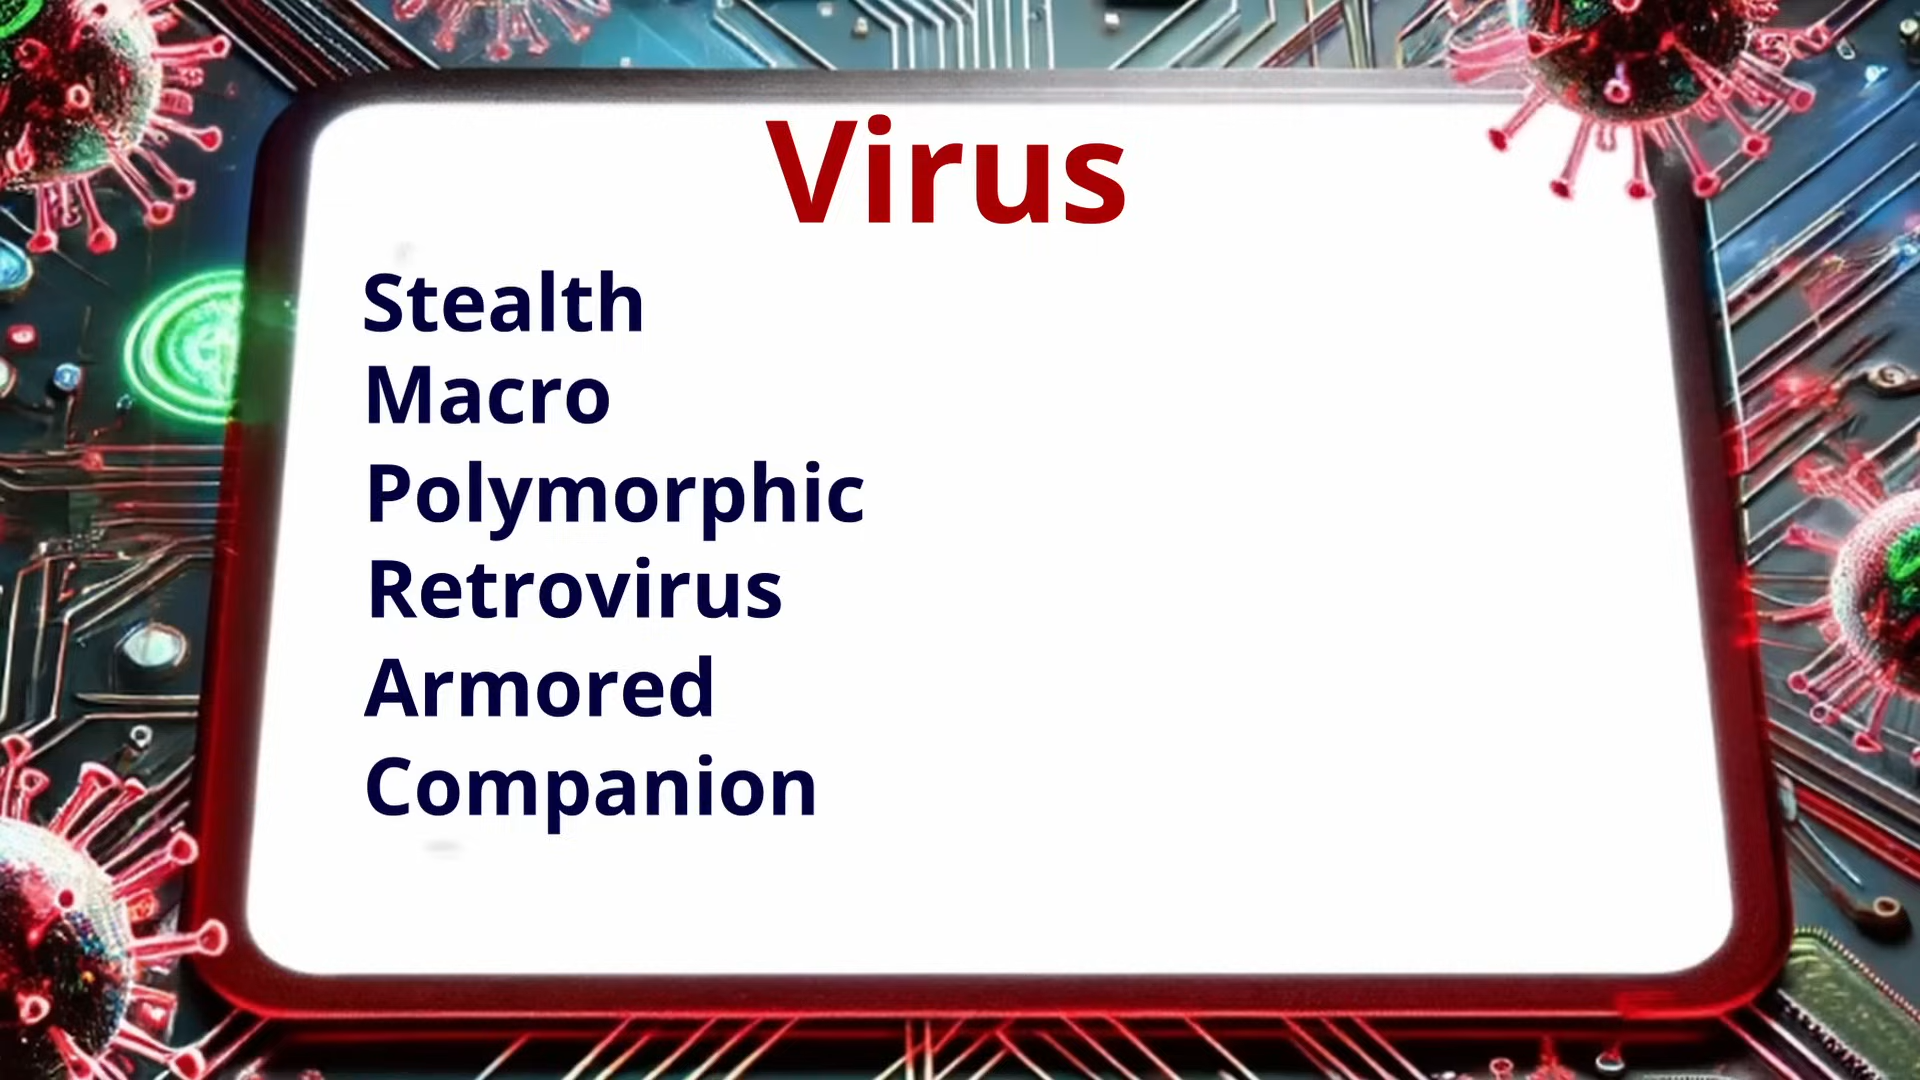 Virus
Stealth
Macro
Polymorphic
Retrovirus
Armored
Companion